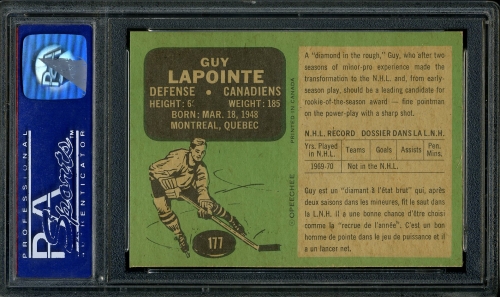 PROFESSIONAL
PSA
Sports
AUTHENTICATOR
GUY
LAPOINTE
DEFENSE • CANADIENS
HEIGHT: 6' WEIGHT: 185
BORN: MAR. 18, 1948
MONTREAL, QUEBEC
177
©OPEECHEE
PRINTED IN CANADA
A "diamond in the rough," Guy, who after two
seasons of minor-pro experience made the
transformation to the N.H.L. and, from early-
season play, should be a leading candidate for
rookie-of-the-season award — fine pointman
on the power-play with a sharp shot.
N.H.L. RECORD DOSSIER DANS LA L.N.H.
Yrs. Played in N.H.L. Teams Goals Assists Pen. Mins.
1969-70 Not in the N.H.L.
Guy est un "diamant à l'état brut" qui, après
deux saisons dans les mineures, fit le saut dans
la L.N.H. Il a une bonne chance d'être choisi
comme la "recrue de l'année". C'est un bon
homme de pointe dans le jeu de puissance et il
a un lancer net.